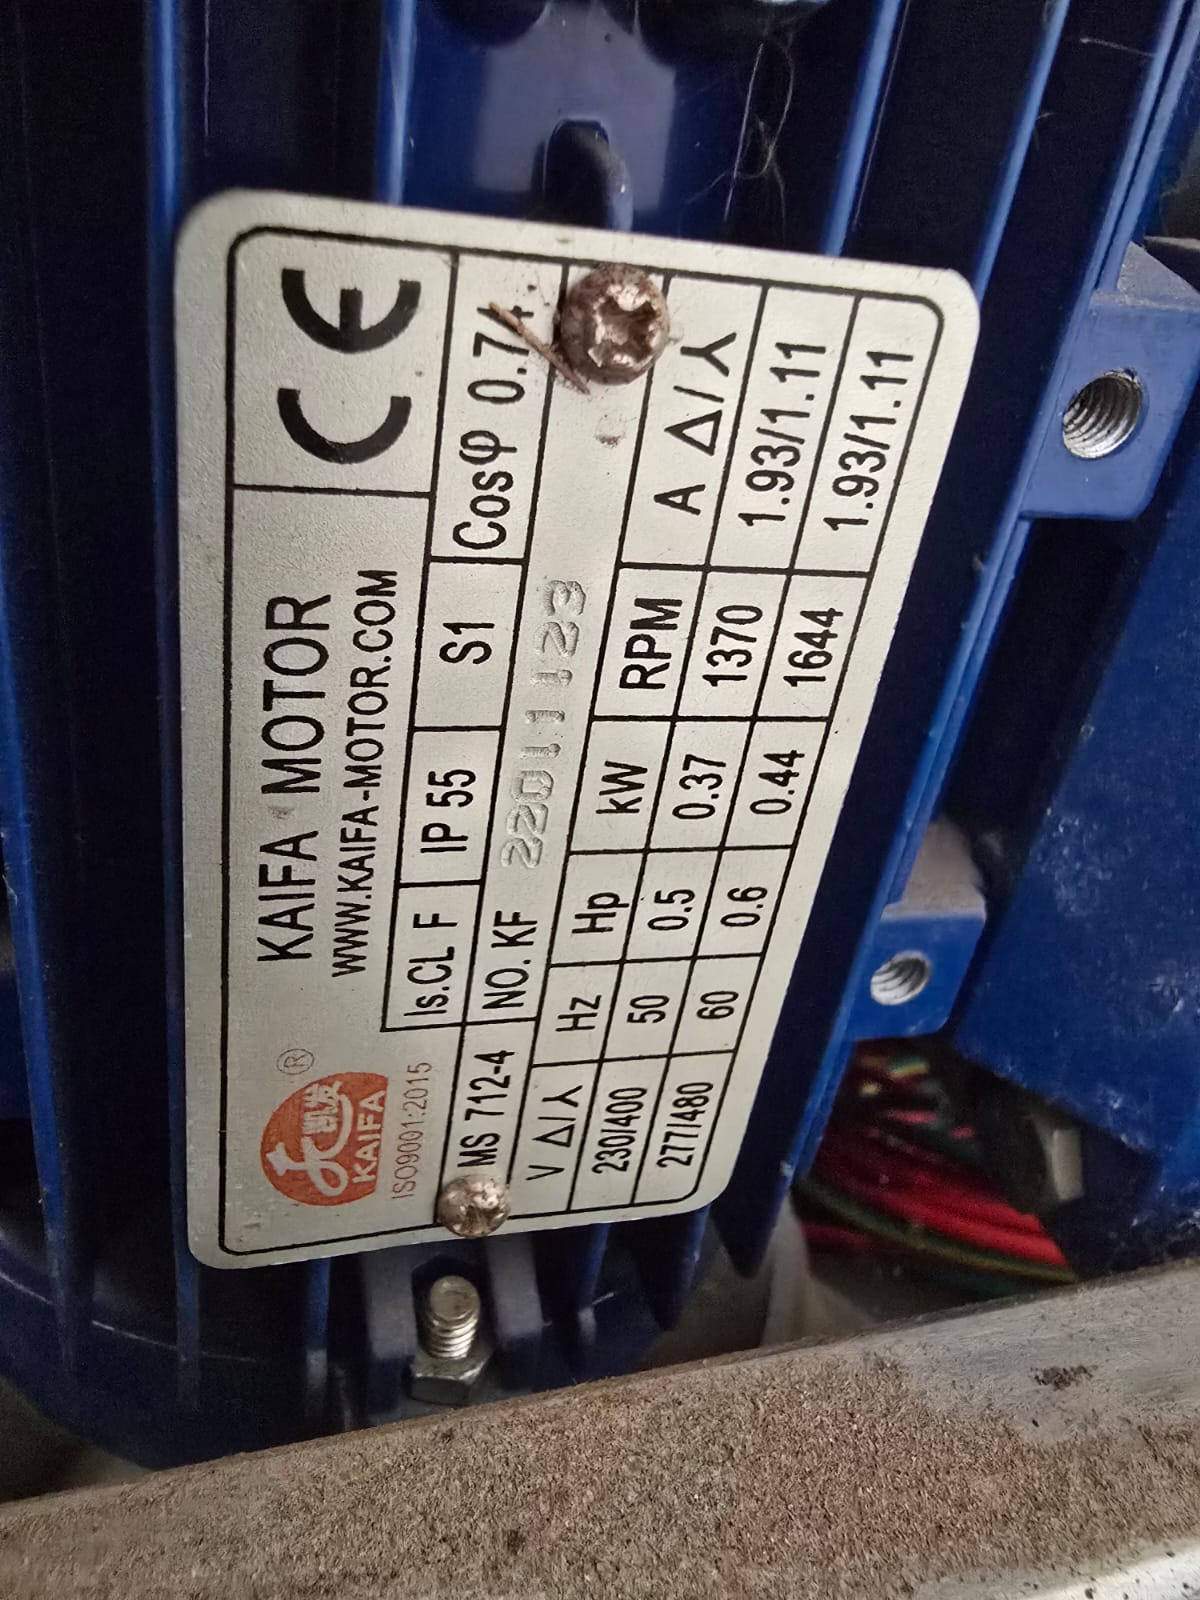 KAIFA MOTOR
WWW.KAIFA-MOTOR.COM
CE
凯发
KAIFA
®
ISO9001:2015
Is.CL F IP 55 S1 Cosφ 0.74
MS 712-4 NO. KF 22011123
V Δ/Y Hz Hp kW RPM A Δ/Y
230/400 50 0.5 0.37 1370 1.93/1.11
277/480 60 0.6 0.44 1644 1.93/1.11